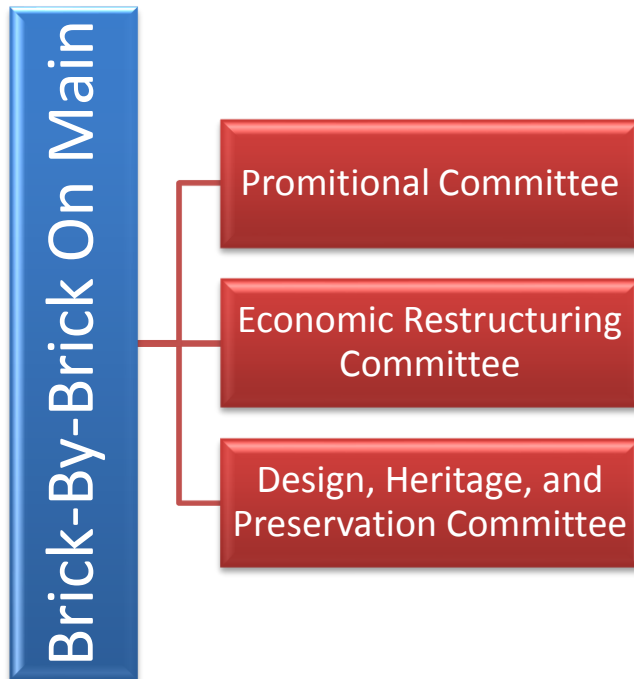 Brick-By-Brick On Main
Promitional Committee
Economic Restructuring
Committee
Design, Heritage, and
Preservation Committee